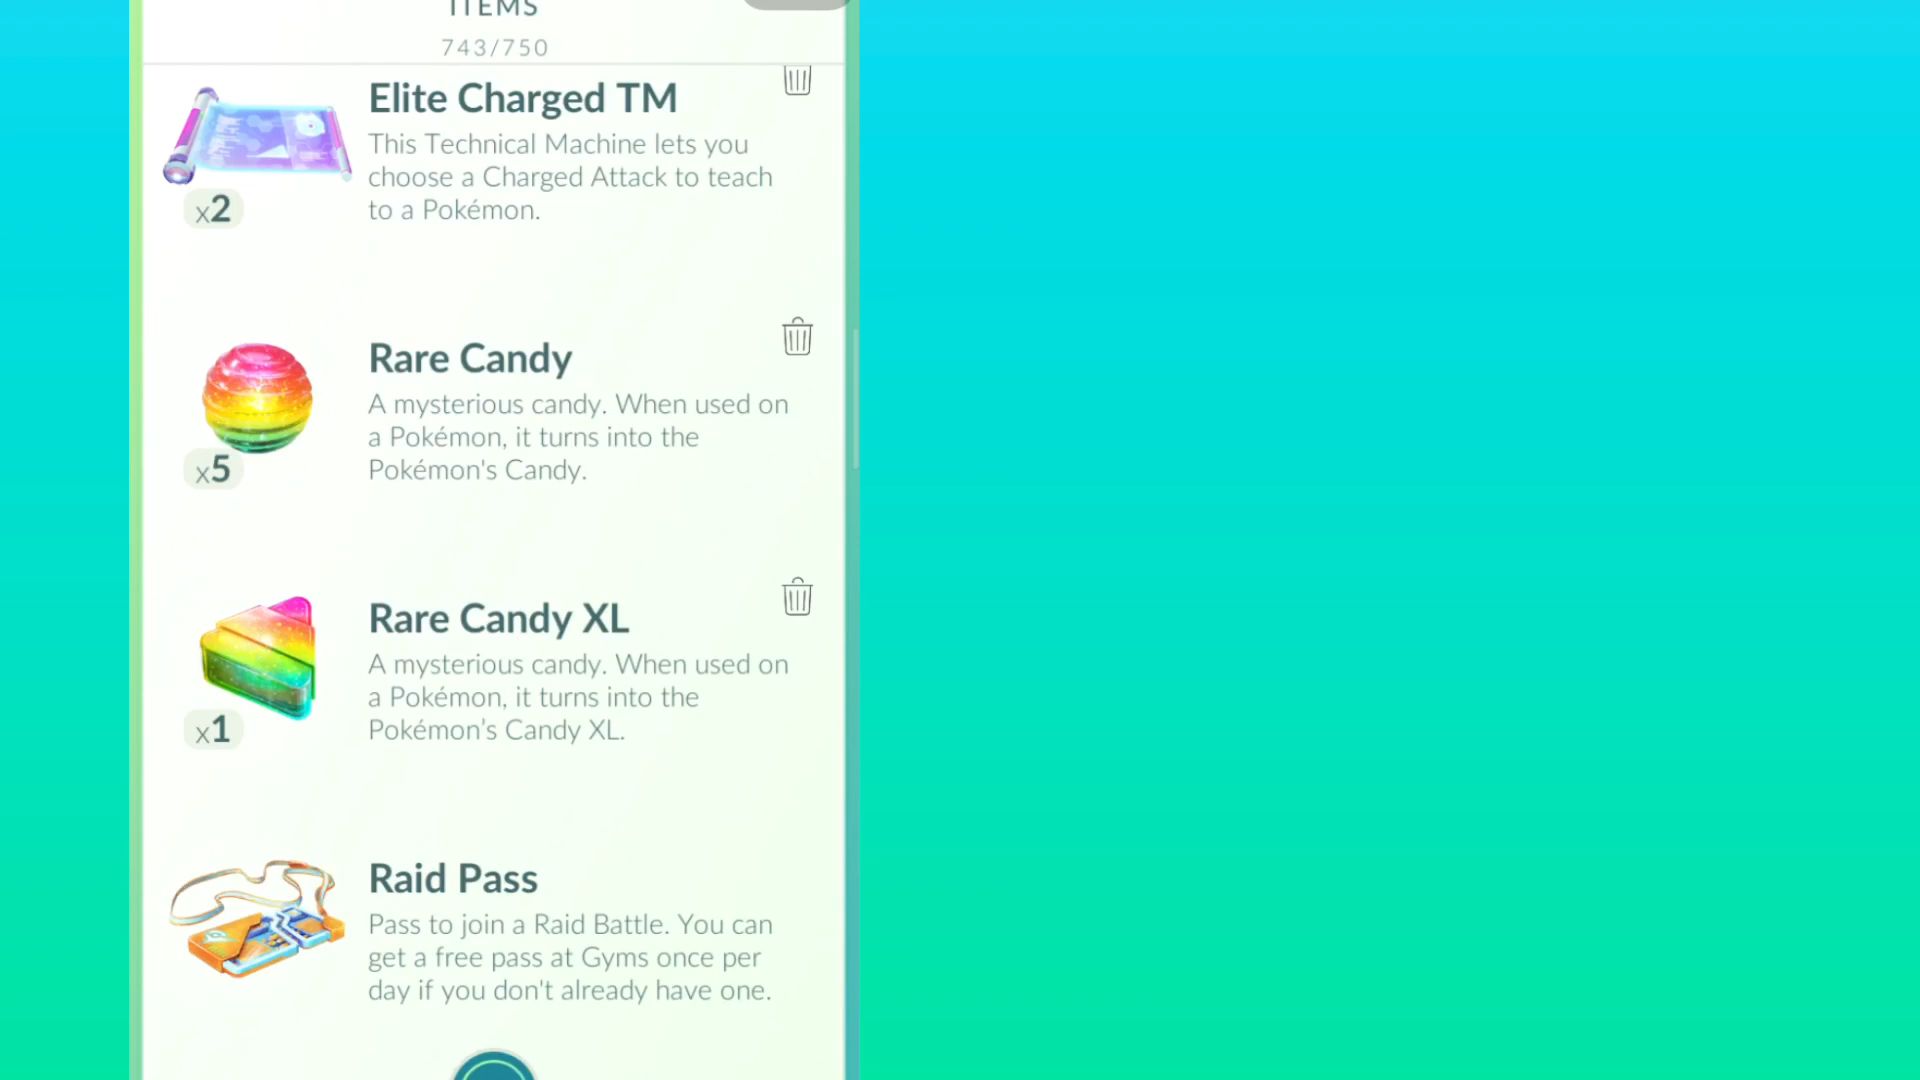 ITEMS
743/750
Elite Charged TM
This Technical Machine lets you
choose a Charged Attack to teach
to a Pokémon.
x2
Rare Candy
A mysterious candy. When used on
a Pokémon, it turns into the
Pokémon's Candy.
x5
Rare Candy XL
A mysterious candy. When used on
a Pokémon, it turns into the
Pokémon’s Candy XL.
x1
Raid Pass
Pass to join a Raid Battle. You can
get a free pass at Gyms once per
day if you don't already have one.